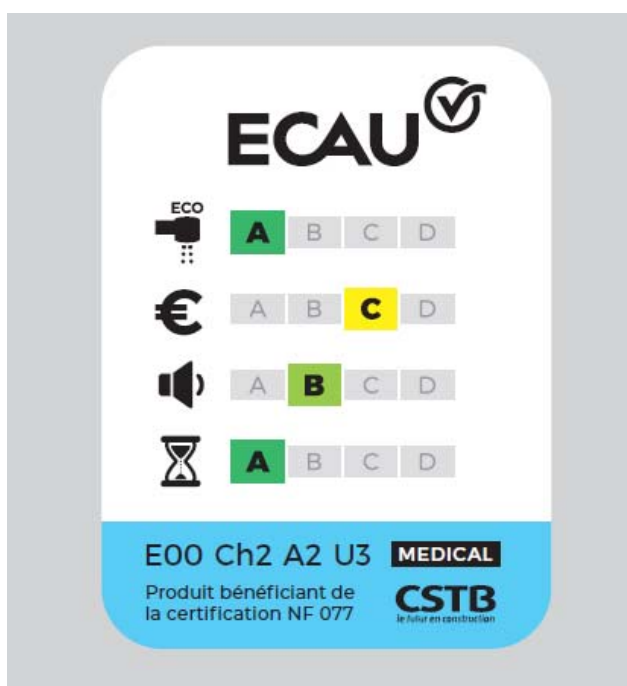 ECAU
ECO
A B C D
€ A B C D
A B C D
A B C D
E00 Ch2 A2 U3 MEDICAL
Produit bénéficiant de
la certification NF 077
CSTB
le futur en construction